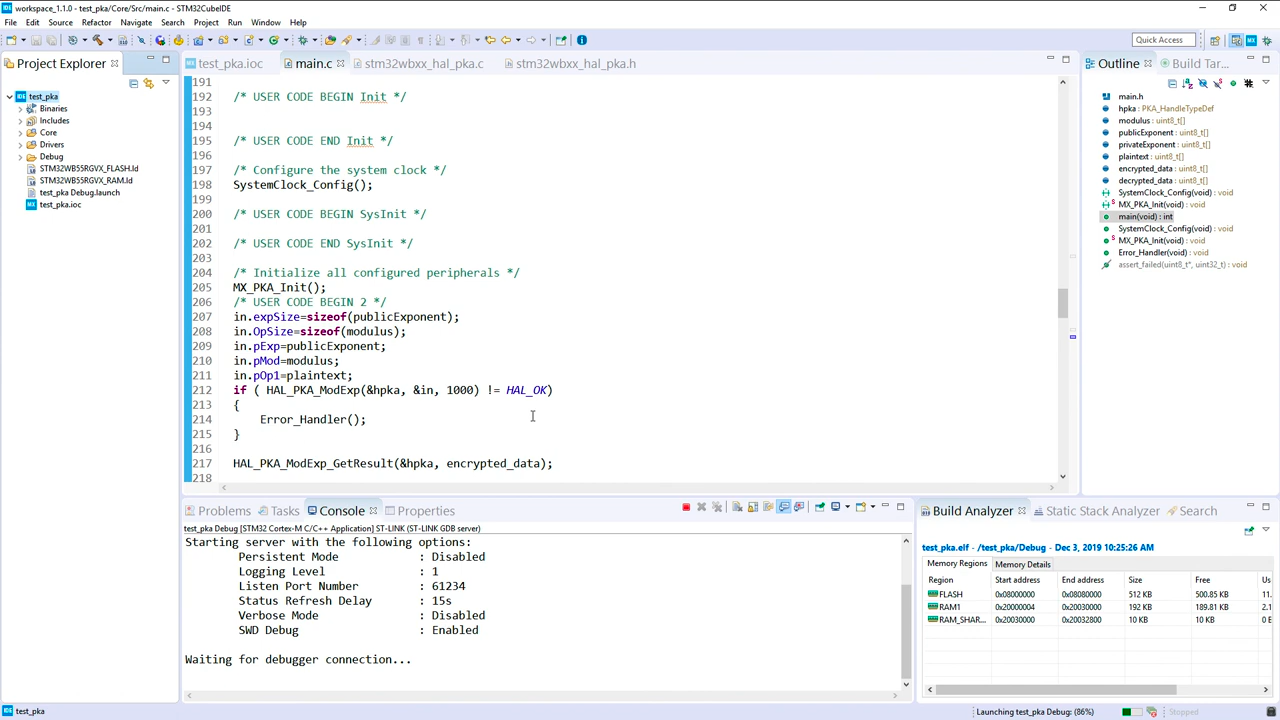 workspace_1.1.0 - test_pka/Core/Src/main.c - STM32CubeIDE
File Edit Source Refactor Navigate Search Project Run Window Help
Quick Access
Project Explorer
test_pka
Binaries
Includes
Core
Drivers
Debug
STM32WB55RGVX_FLASH.ld
STM32WB55RGVX_RAM.ld
test_pka Debug.launch
test_pka.ioc
test_pka.ioc main.c stm32wbxx_hal_pka.c stm32wbxx_hal_pka.h
191
192 /* USER CODE BEGIN Init */
193
194
195 /* USER CODE END Init */
196
197 /* Configure the system clock */
198 SystemClock_Config();
199
200 /* USER CODE BEGIN SysInit */
201
202 /* USER CODE END SysInit */
203
204 /* Initialize all configured peripherals */
205 MX_PKA_Init();
206 /* USER CODE BEGIN 2 */
207 in.expSize=sizeof(publicExponent);
208 in.OpSize=sizeof(modulus);
209 in.pExp=publicExponent;
210 in.pMod=modulus;
211 in.pOp1=plaintext;
212 if ( HAL_PKA_ModExp(&hpka, &in, 1000) != HAL_OK)
213 {
214 Error_Handler();
215 }
216
217 HAL_PKA_ModExp_GetResult(&hpka, encrypted_data);
218
Outline Build Tar...
main.h
hpka : PKA_HandleTypeDef
modulus : uint8_t[]
publicExponent : uint8_t[]
privateExponent : uint8_t[]
plaintext : uint8_t[]
encrypted_data : uint8_t[]
decrypted_data : uint8_t[]
SystemClock_Config(void) : void
MX_PKA_Init(void) : void
main(void) : int
SystemClock_Config(void) : void
MX_PKA_Init(void) : void
Error_Handler(void) : void
assert_failed(uint8_t*, uint32_t) : void
Problems Tasks Console Properties
test_pka Debug [STM32 Cortex-M C/C++ Application] ST-LINK (ST-LINK GDB server)
Starting server with the following options:
Persistent Mode : Disabled
Logging Level : 1
Listen Port Number : 61234
Status Refresh Delay : 15s
Verbose Mode : Disabled
SWD Debug : Enabled
Waiting for debugger connection...
Build Analyzer Static Stack Analyzer Search
test_pka.elf - /test_pka/Debug - Dec 3, 2019 10:25:26 AM
Memory Regions Memory Details
Region Start address End address Size Free Us
FLASH 0x08000000 0x08080000 512 KB 500.85 KB 11.
RAM1 0x20000004 0x20030000 192 KB 189.81 KB 2.1
RAM_SHAR... 0x20030000 0x20032800 10 KB 10 KB 0 B
test_pka
Launching test_pka Debug: (86%)
Stopped